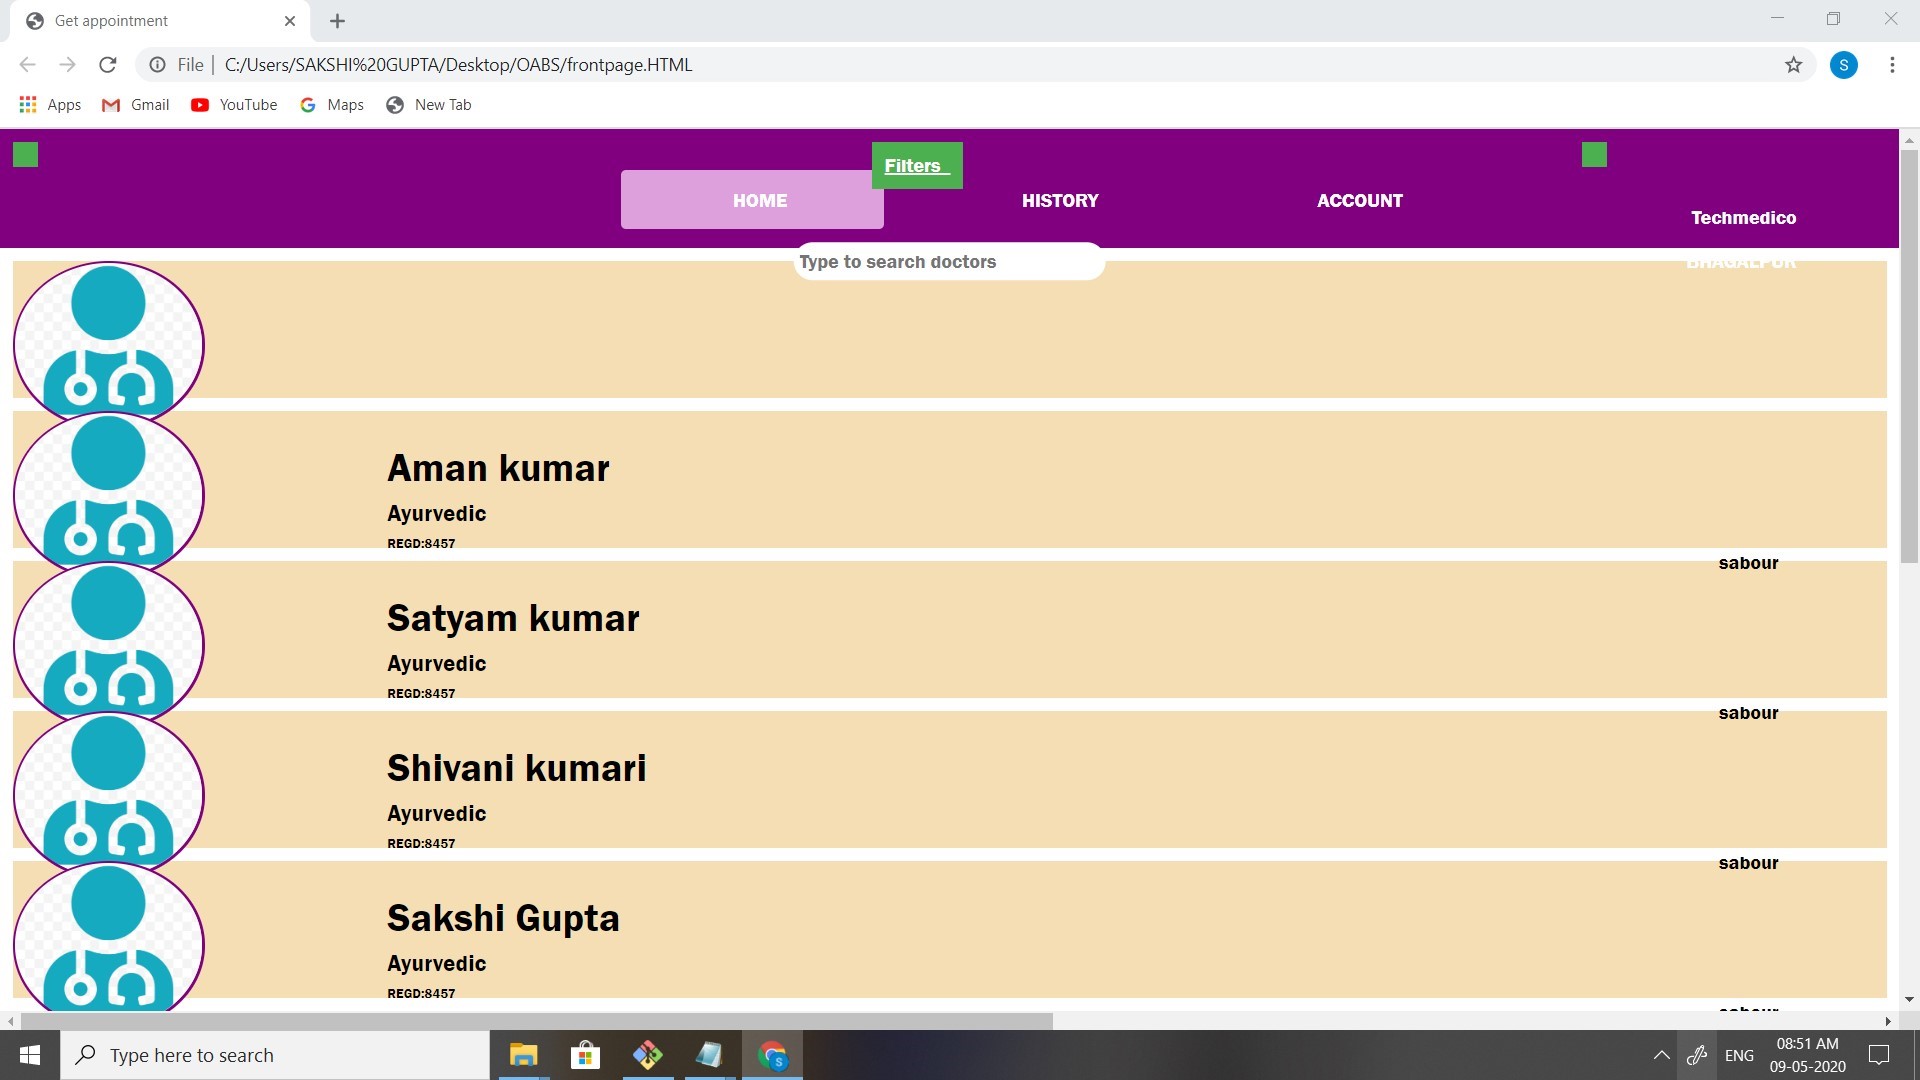 Get appointment
File
C:/Users/SAKSHI%20GUPTA/Desktop/OABS/frontpage.HTML
Apps
Gmail
YouTube
Maps
New Tab
Filters
HOME
HISTORY
ACCOUNT
Techmedico
BHAGALPUR
Type to search doctors
Aman kumar
Ayurvedic
REGD:8457
sabour
Satyam kumar
Ayurvedic
REGD:8457
sabour
Shivani kumari
Ayurvedic
REGD:8457
sabour
Sakshi Gupta
Ayurvedic
REGD:8457
sabour
Type here to search
ENG
08:51 AM
09-05-2020
S
S